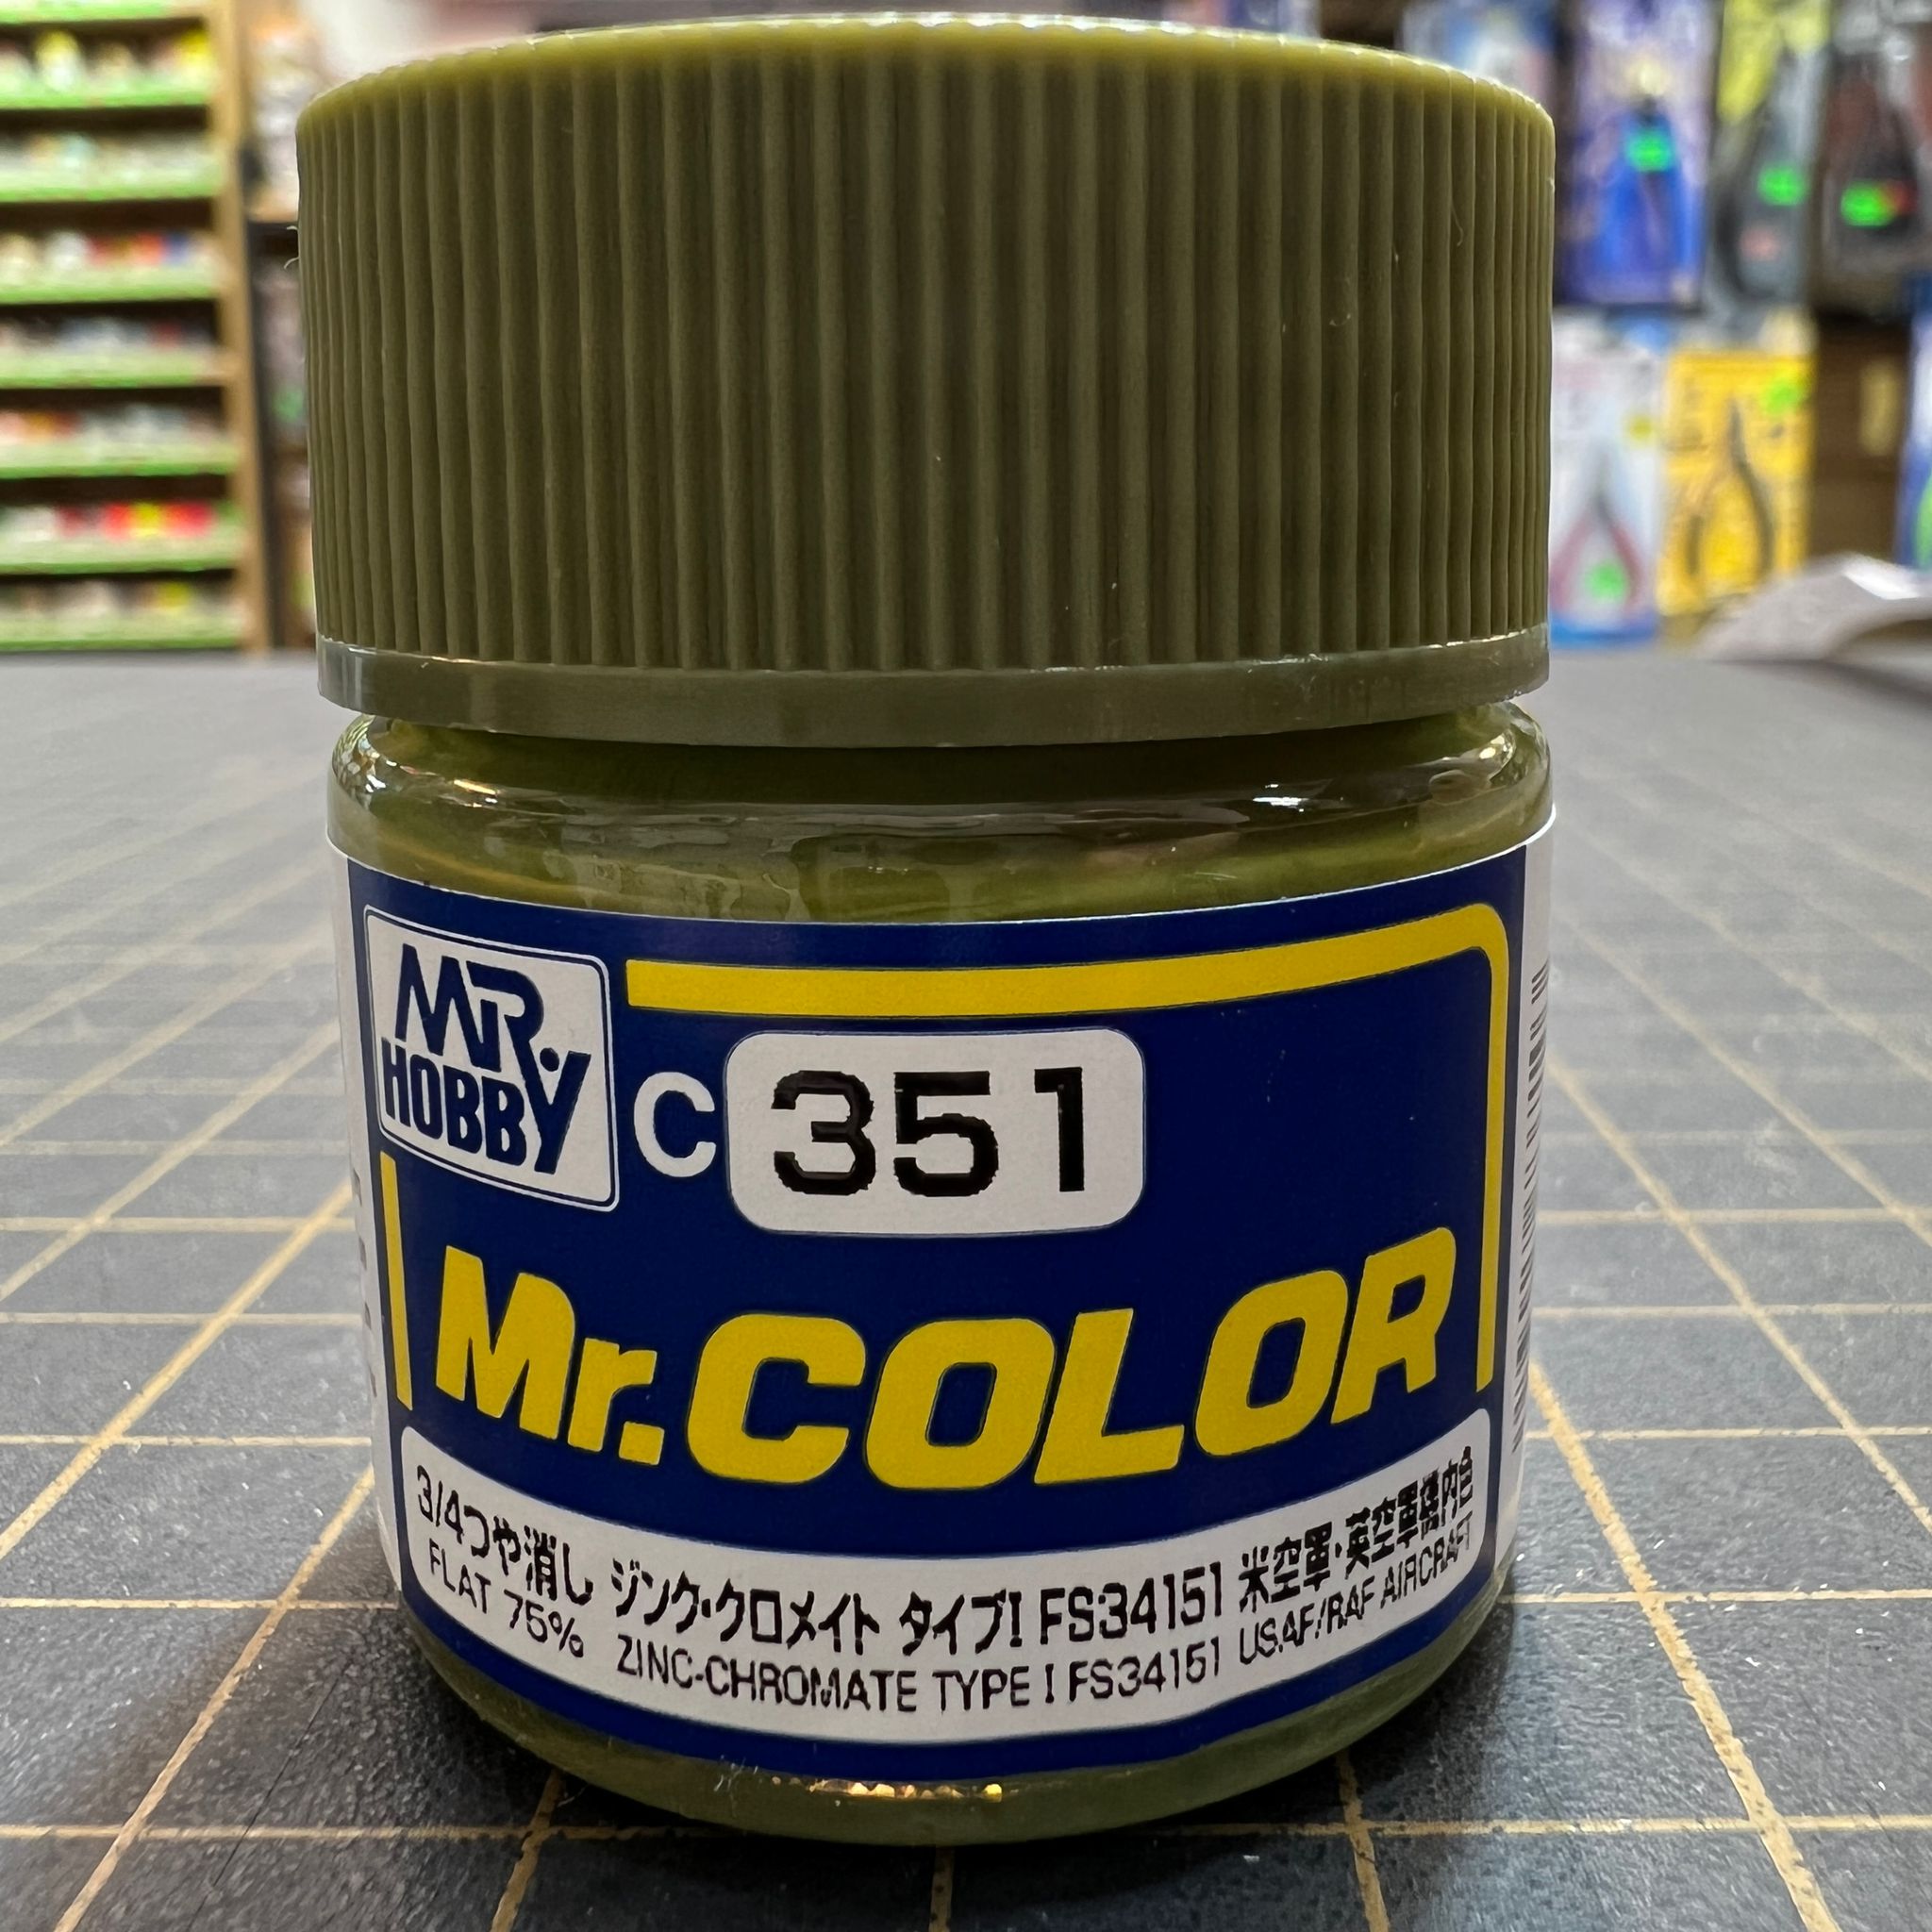 MR.
HOBBY
C 351
Mr.COLOR
3/4つや消し ジンク・クロメイト タイプI FS34151 米空軍・英空軍機内色
FLAT 75% ZINC-CHROMATE TYPE I FS34151 USAF/RAF AIRCRAFT